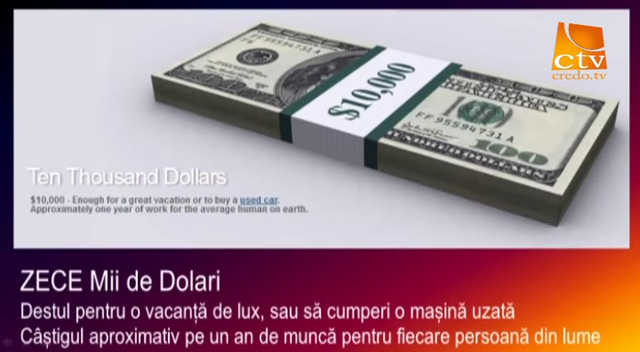 ctv
credo.tv
$10,000
FF 95594731 A
100
Ten Thousand Dollars
$10,000 - Enough for a great vacation or to buy a used car.
Approximately one year of work for the average human on earth.
ZECE Mii de Dolari
Destul pentru o vacanță de lux, sau să cumperi o mașină uzată
Câștigul aproximativ pe un an de muncă pentru fiecare persoană din lume